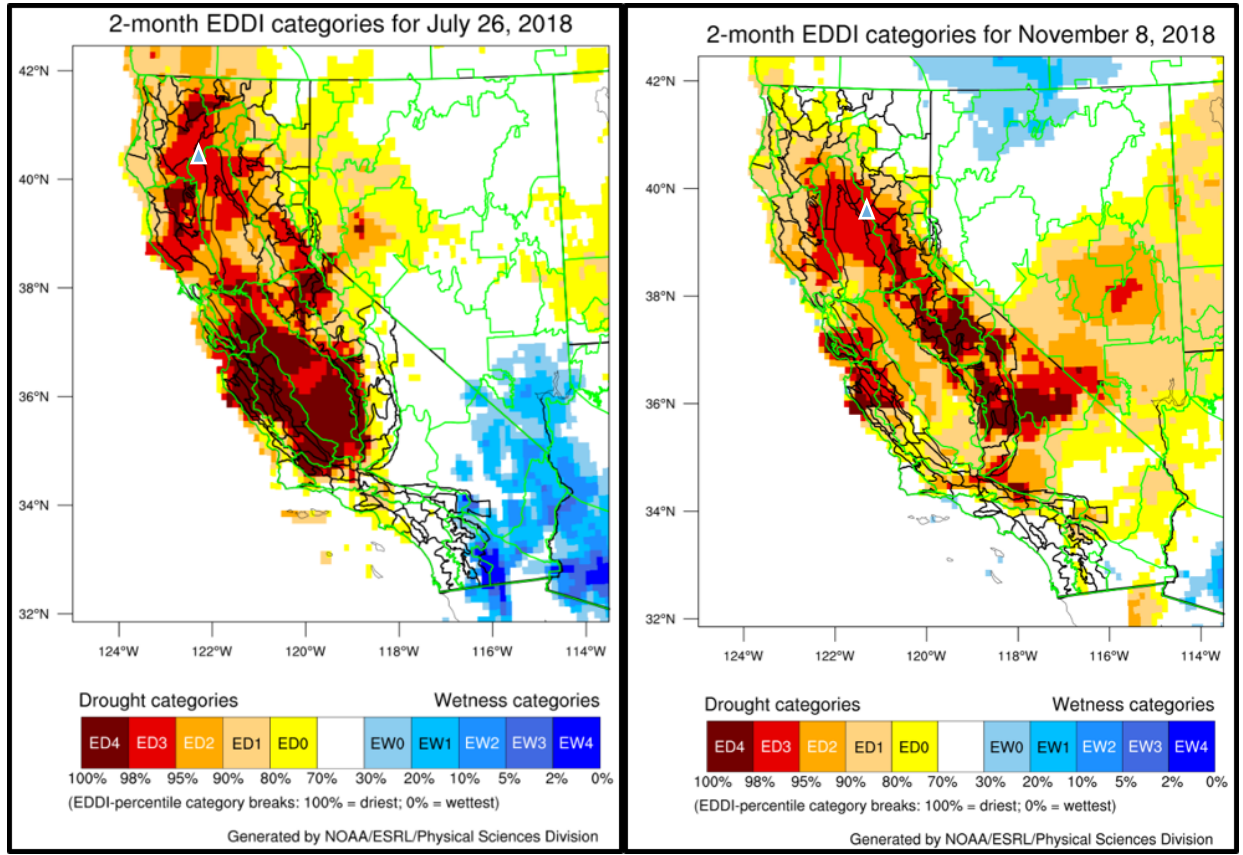 2-month EDDI categories for July 26, 2018
42°N
40°N
38°N
36°N
34°N
32°N
124°W 122°W 120°W 118°W 116°W 114°W
Drought categories Wetness categories
ED4 ED3 ED2 ED1 ED0 EW0 EW1 EW2 EW3 EW4
100% 98% 95% 90% 80% 70% 30% 20% 10% 5% 2% 0%
(EDDI-percentile category breaks: 100% = driest; 0% = wettest)
Generated by NOAA/ESRL/Physical Sciences Division
2-month EDDI categories for November 8, 2018
42°N
40°N
38°N
36°N
34°N
32°N
124°W 122°W 120°W 118°W 116°W 114°W
Drought categories Wetness categories
ED4 ED3 ED2 ED1 ED0 EW0 EW1 EW2 EW3 EW4
100% 98% 95% 90% 80% 70% 30% 20% 10% 5% 2% 0%
(EDDI-percentile category breaks: 100% = driest; 0% = wettest)
Generated by NOAA/ESRL/Physical Sciences Division